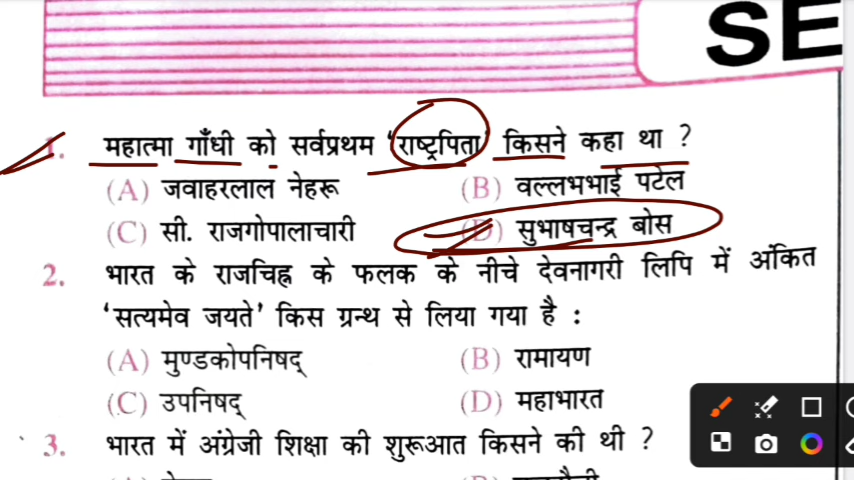 SE
1. महात्मा गाँधी को सर्वप्रथम 'राष्ट्रपिता' किसने कहा था ?
(A) जवाहरलाल नेहरू (B) वल्लभभाई पटेल
(C) सी. राजगोपालाचारी (D) सुभाषचन्द्र बोस
2. भारत के राजचिह्न के फलक के नीचे देवनागरी लिपि में अंकित
'सत्यमेव जयते' किस ग्रन्थ से लिया गया है :
(A) मुण्डकोपनिषद् (B) रामायण
(C) उपनिषद् (D) महाभारत
3. भारत में अंग्रेजी शिक्षा की शुरूआत किसने की थी ?